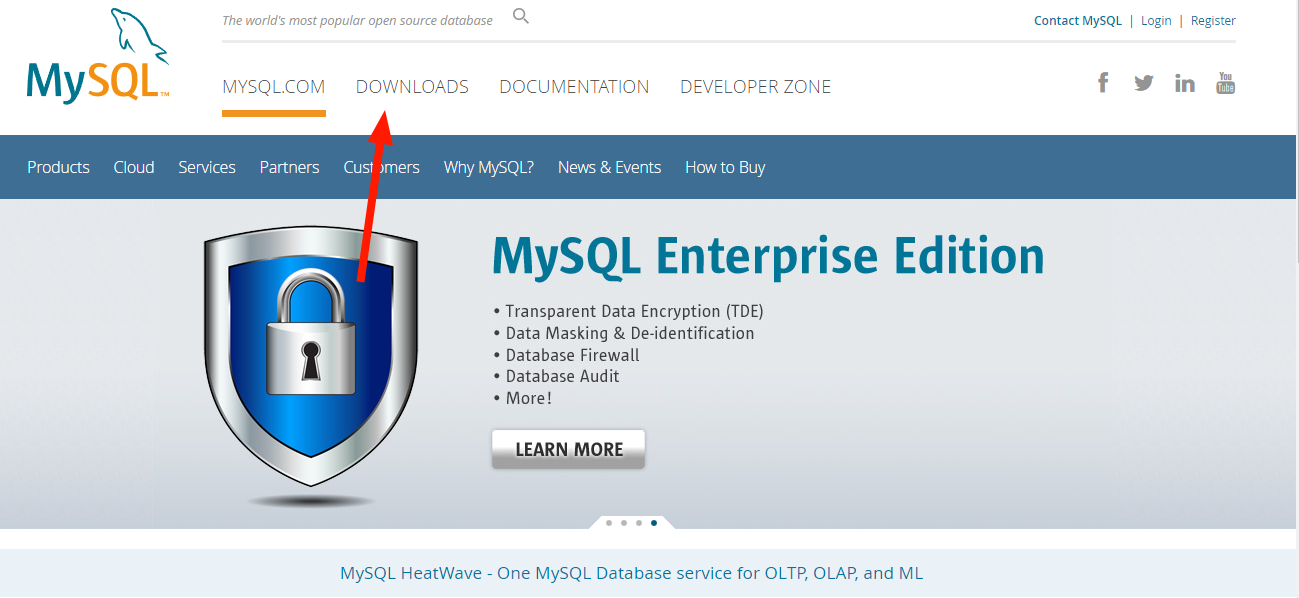 The world's most popular open source database
Contact MySQL | Login | Register
MySQL™
MYSQL.COM DOWNLOADS DOCUMENTATION DEVELOPER ZONE
f in You Tube
Products Cloud Services Partners Customers Why MySQL? News & Events How to Buy
MySQL Enterprise Edition
• Transparent Data Encryption (TDE)
• Data Masking & De-identification
• Database Firewall
• Database Audit
• More!
LEARN MORE
MySQL HeatWave - One MySQL Database service for OLTP, OLAP, and ML